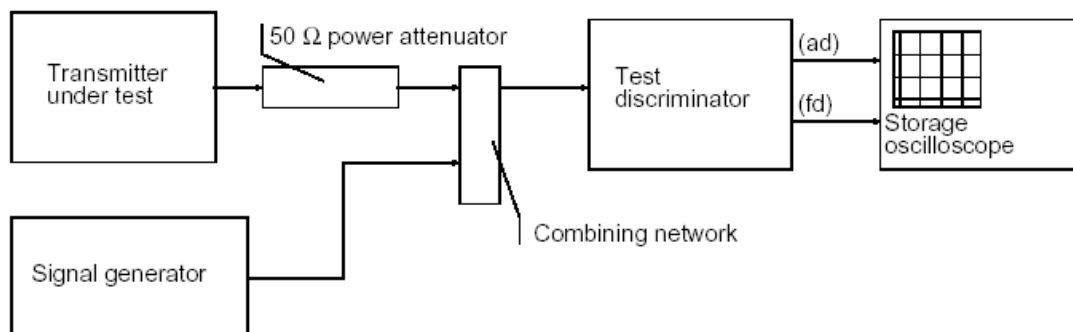 50 Ω power attenuator
Transmitter
under test
Test
discriminator
(ad)
(fd)
Storage
oscilloscope
Combining network
Signal generator